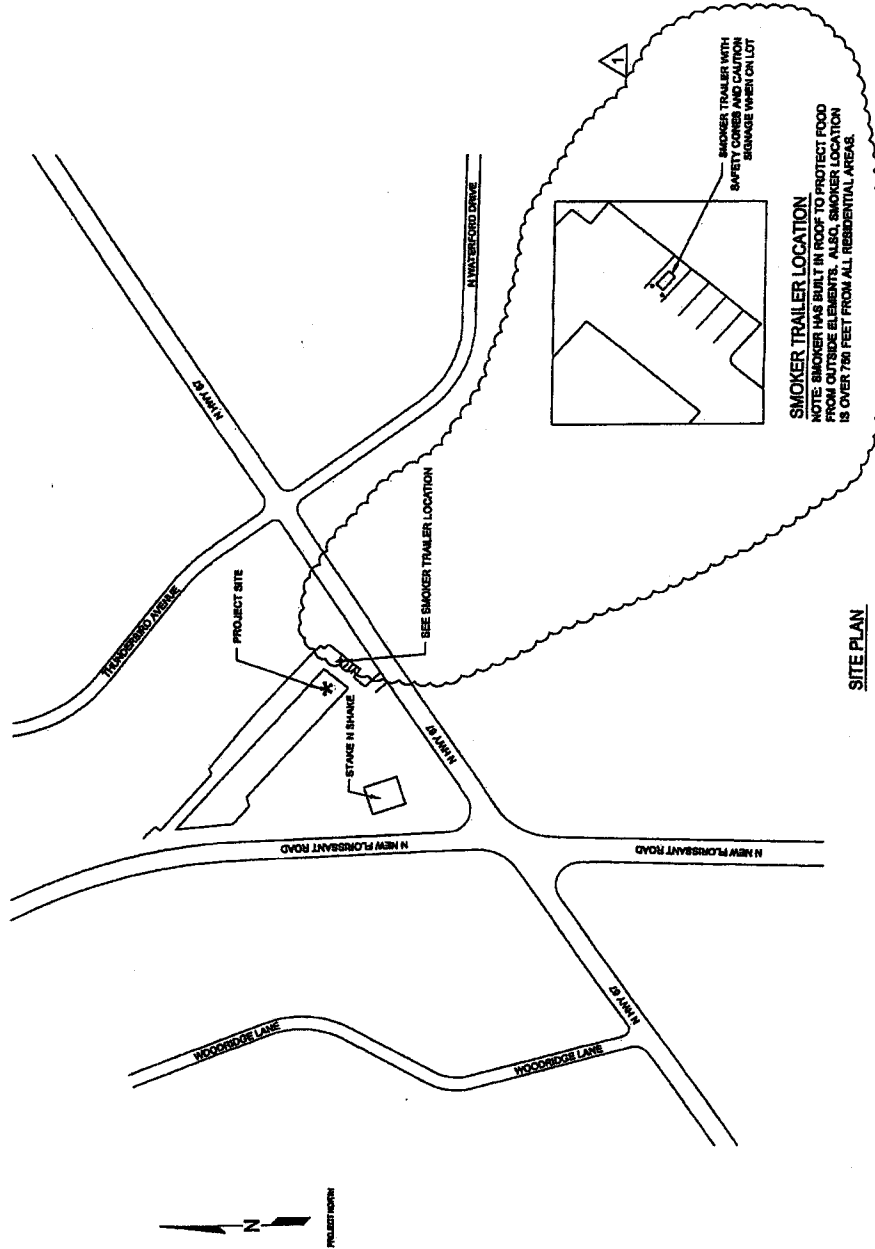 THUNDERBIRD AVENUE
N HWY 67
N WATERFORD DRIVE
PROJECT SITE
STAKE N SHAKE
SEE SMOKER TRAILER LOCATION
N HWY 67
N NEW FLORISSANT ROAD
N NEW FLORISSANT ROAD
WOODRIDGE LANE
WOODRIDGE LANE
N HWY 67
N
PROJECT NORTH
1
SMOKER TRAILER WITH
SAFETY CONES AND CAUTION
SIGNAGE WHEN ON LOT
SMOKER TRAILER LOCATION
NOTE: SMOKER HAS BUILT IN ROOF TO PROTECT FOOD
FROM OUTSIDE ELEMENTS. ALSO, SMOKER LOCATION
IS OVER 750 FEET FROM ALL RESIDENTIAL AREAS.
SITE PLAN